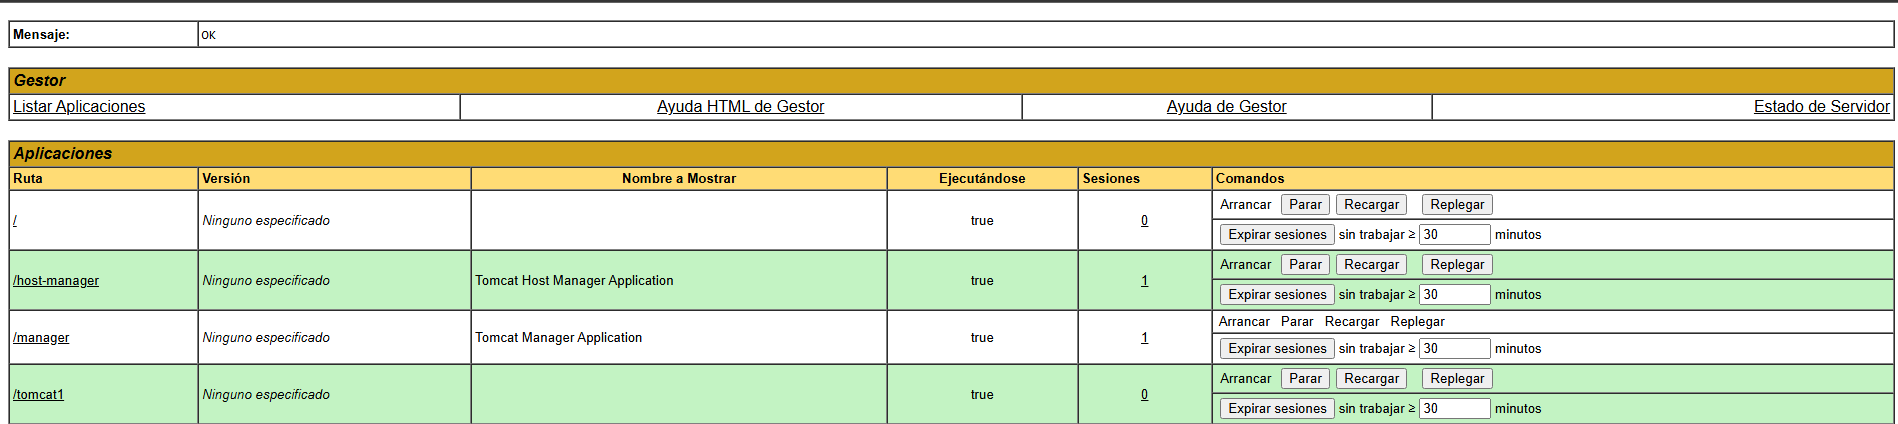 Mensaje: OK
Gestor
Listar Aplicaciones Ayuda HTML de Gestor Ayuda de Gestor Estado de Servidor
Aplicaciones
Ruta Versión Nombre a Mostrar Ejecutándose Sesiones Comandos
/ Ninguno especificado true 0 Arrancar Parar Recargar Replegar
Expirar sesiones sin trabajar ≥ 30 minutos
/host-manager Ninguno especificado Tomcat Host Manager Application true 1 Arrancar Parar Recargar Replegar
Expirar sesiones sin trabajar ≥ 30 minutos
/manager Ninguno especificado Tomcat Manager Application true 1 Arrancar Parar Recargar Replegar
Expirar sesiones sin trabajar ≥ 30 minutos
/tomcat1 Ninguno especificado true 0 Arrancar Parar Recargar Replegar
Expirar sesiones sin trabajar ≥ 30 minutos